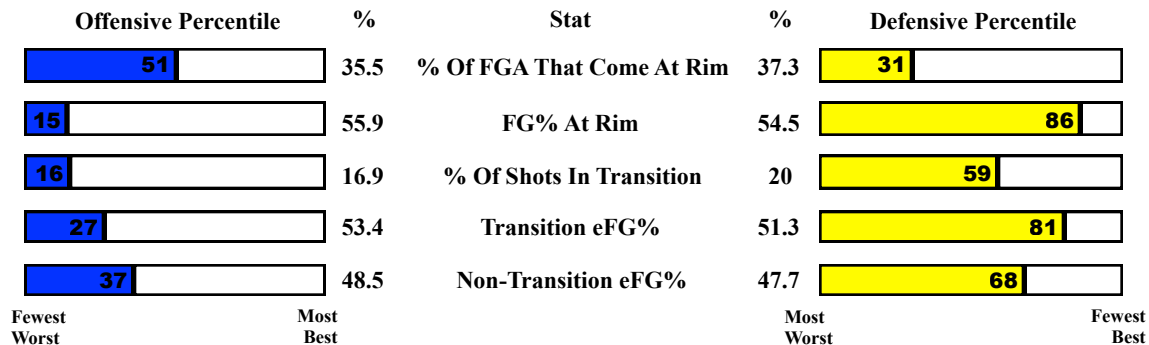 Offensive Percentile % Stat % Defensive Percentile
51 35.5 % Of FGA That Come At Rim 37.3 31
15 55.9 FG% At Rim 54.5 86
16 16.9 % Of Shots In Transition 20 59
27 53.4 Transition eFG% 51.3 81
37 48.5 Non-Transition eFG% 47.7 68
Fewest Most Most Fewest
Worst Best Worst Best